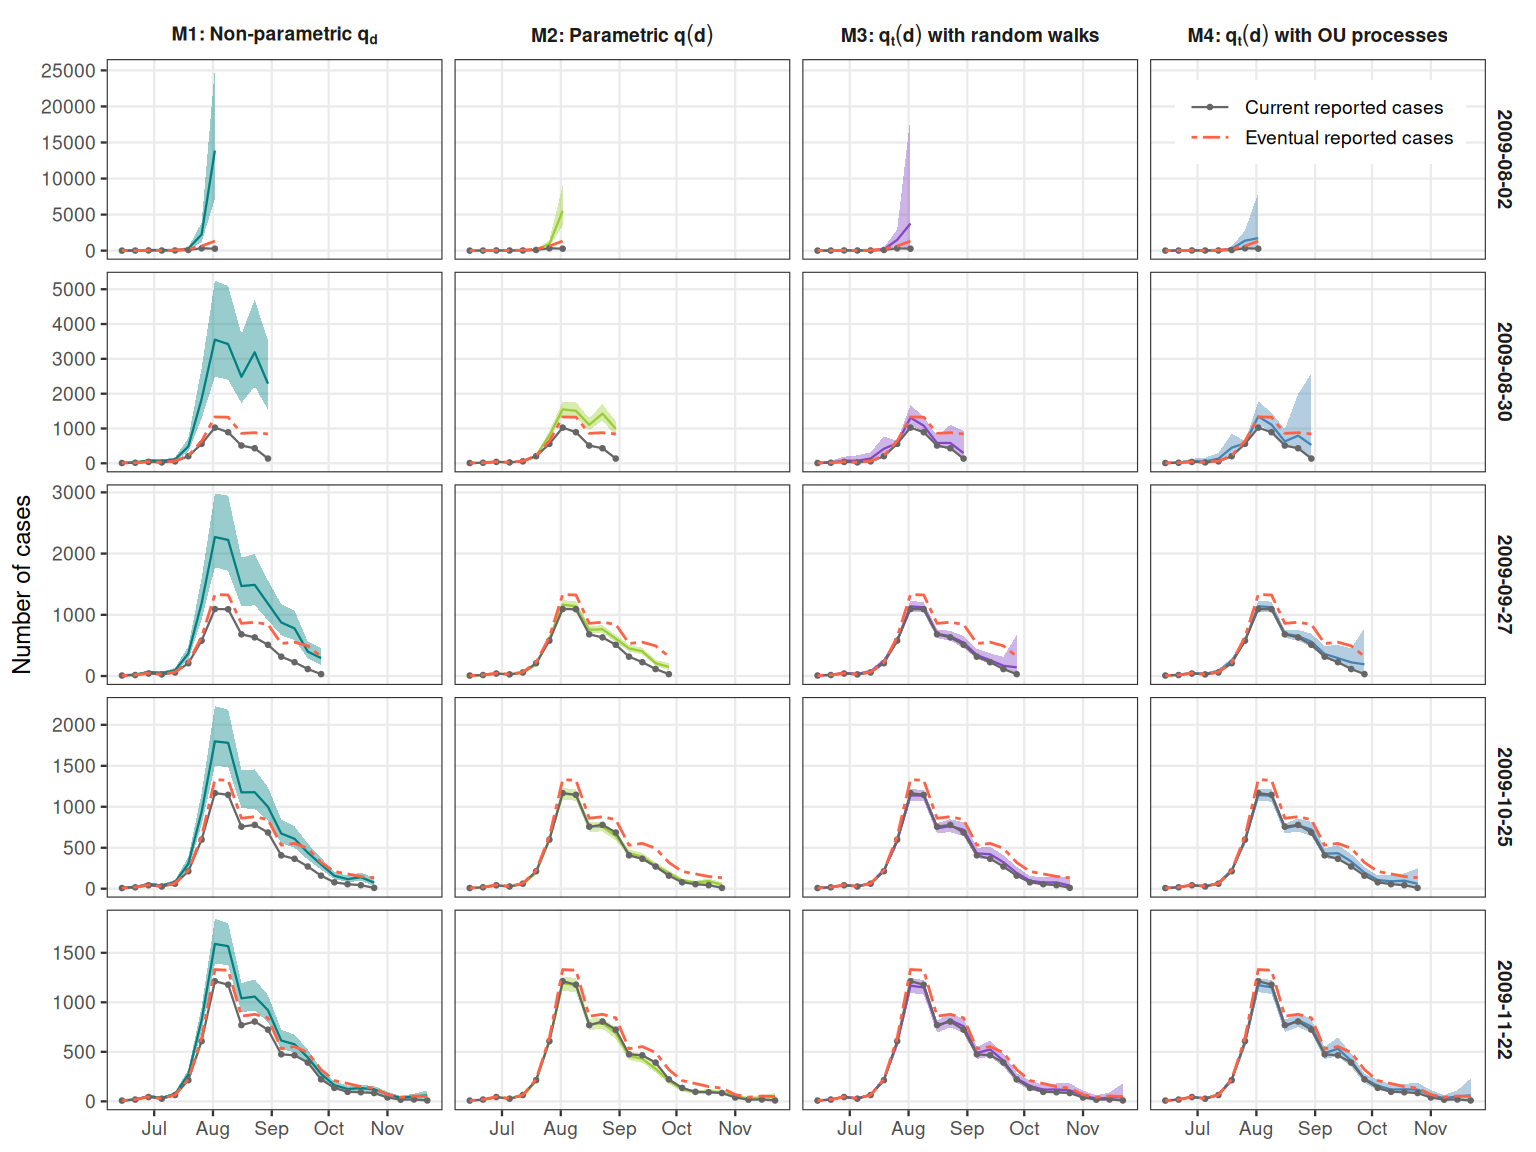 M1: Non-parametric qd
M2: Parametric q(d)
M3: qt(d) with random walks
M4: qt(d) with OU processes
25000
20000
15000
10000
5000
0
Current reported cases
Eventual reported cases
2009-08-02
5000
4000
3000
2000
1000
0
2009-08-30
Number of cases
3000
2000
1000
0
2009-09-27
2000
1500
1000
500
0
2009-10-25
1500
1000
500
0
2009-11-22
Jul Aug Sep Oct Nov
Jul Aug Sep Oct Nov
Jul Aug Sep Oct Nov
Jul Aug Sep Oct Nov